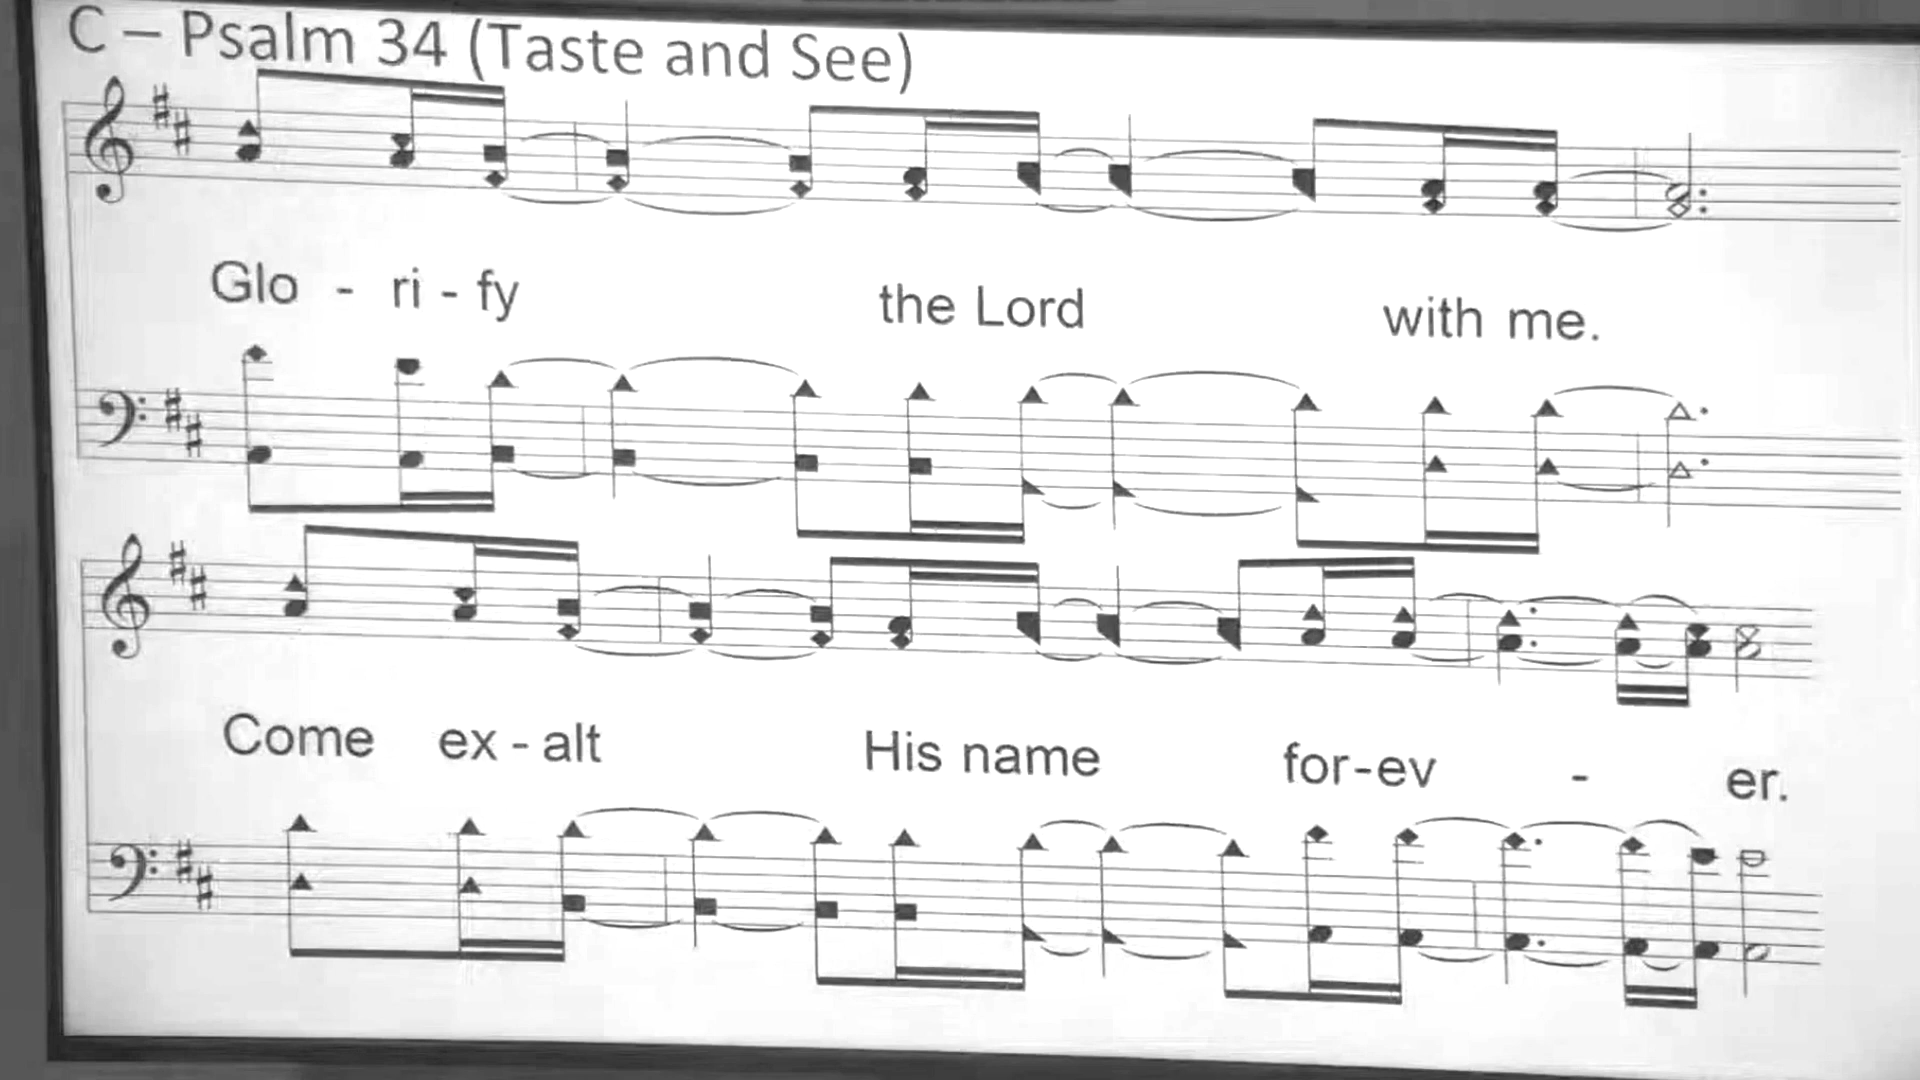 C – Psalm 34 (Taste and See)
Glo - ri - fy the Lord with me.
Come ex - alt His name for-ev - er.